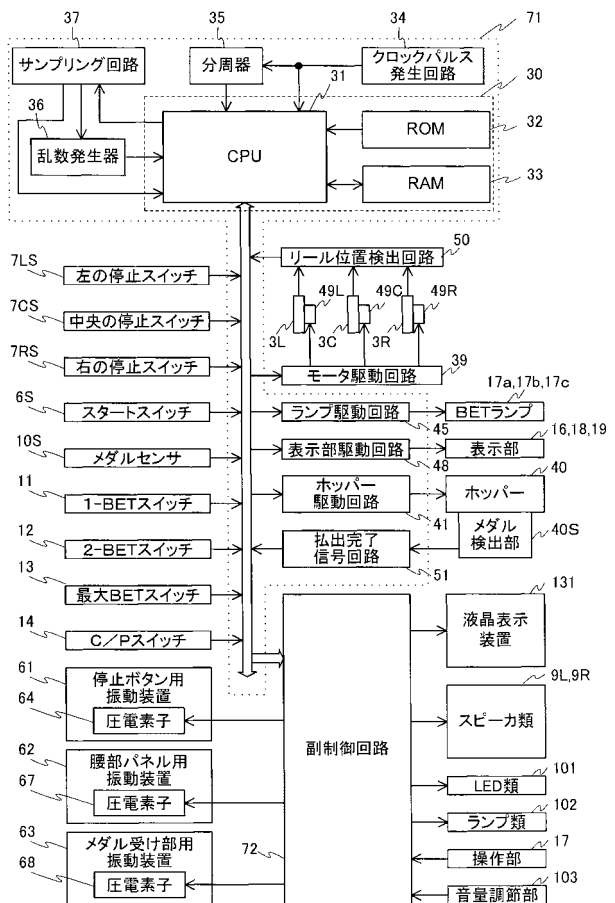 37
35
34
71
サンプリング回路
分周器
クロックパルス
発生回路
31
30
36
乱数発生器
CPU
ROM
32
RAM
33
リール位置検出回路
50
7LS
左の停止スイッチ
49L
49C
49R
7CS
中央の停止スイッチ
3L
3C
3R
7RS
右の停止スイッチ
モータ駆動回路
39
17a,17b,17c
6S
スタートスイッチ
ランプ駆動回路
45
BETランプ
16,18,19
10S
メダルセンサ
表示部駆動回路
48
表示部
11
1-BETスイッチ
ホッパー
駆動回路
41
ホッパー
40
12
2-BETスイッチ
払出完了
信号回路
51
メダル
検出部
40S
13
最大BETスイッチ
131
14
C/Pスイッチ
液晶表示
装置
61
停止ボタン用
振動装置
64
圧電素子
9L,9R
スピーカ類
副制御回路
62
腰部パネル用
振動装置
67
圧電素子
101
LED類
102
ランプ類
63
メダル受け部用
振動装置
72
17
操作部
68
圧電素子
103
音量調節部